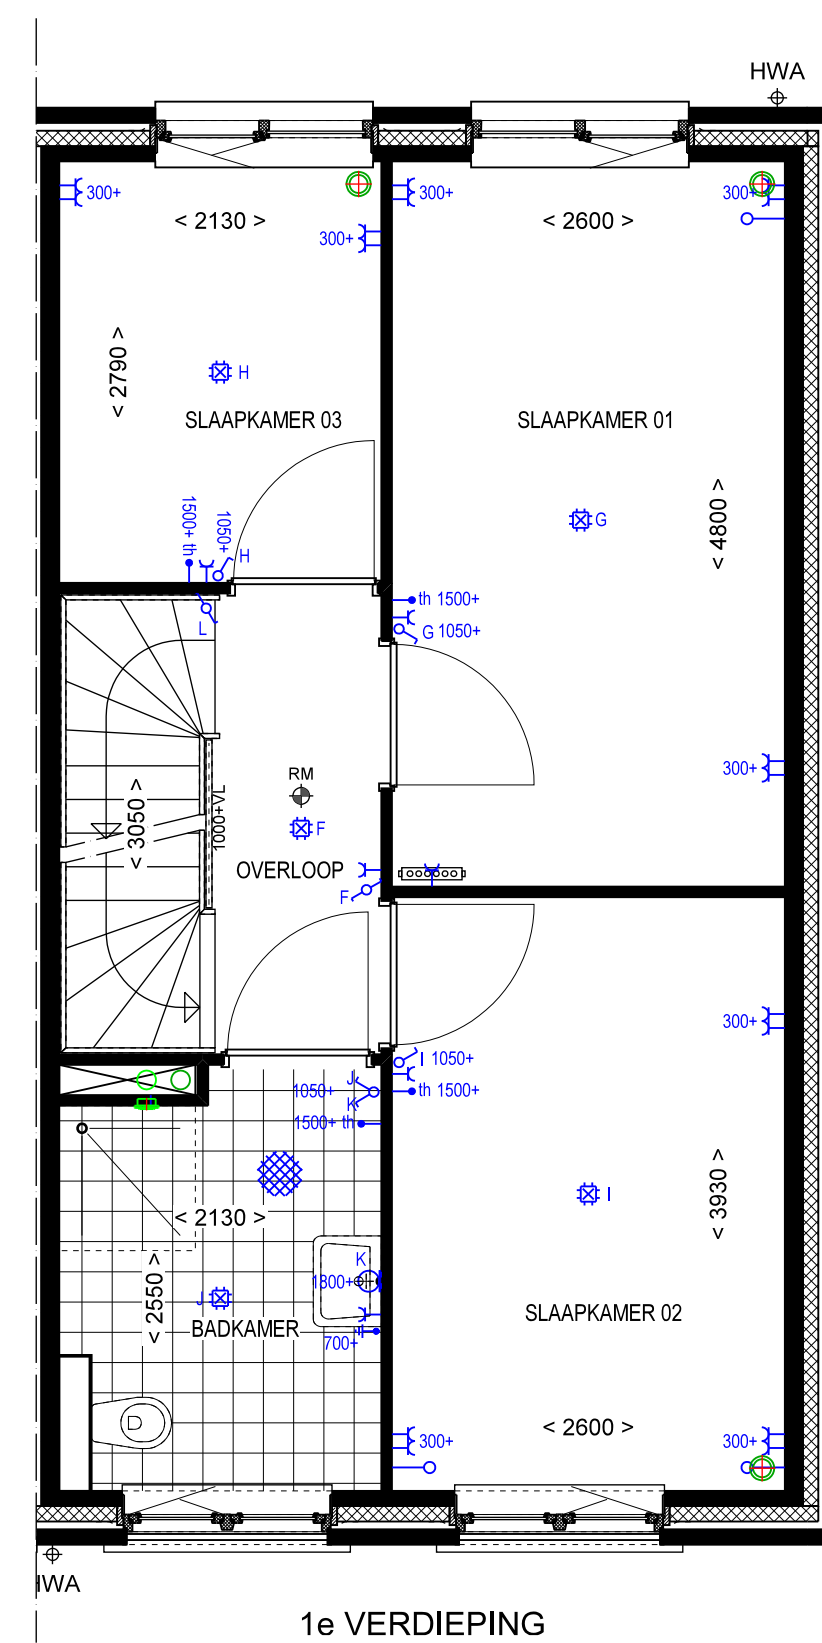 HWA
300+
300+
300+
< 2130 >
< 2600 >
300+
< 2790 >
H
SLAAPKAMER 03
SLAAPKAMER 01
G
< 4800 >
1500+ th
1050+
H
L
th 1500+
G 1050+
RM
F
< 3050 >
1000+VL
300+
OVERLOOP
F
300+
I 1050+
th 1500+
J
1050+
K
1500+ th
< 2130 >
I
< 3930 >
K
1800+
< 2550 >
J
BADKAMER
700+
SLAAPKAMER 02
D
< 2600 >
300+
300+
HWA
1e VERDIEPING